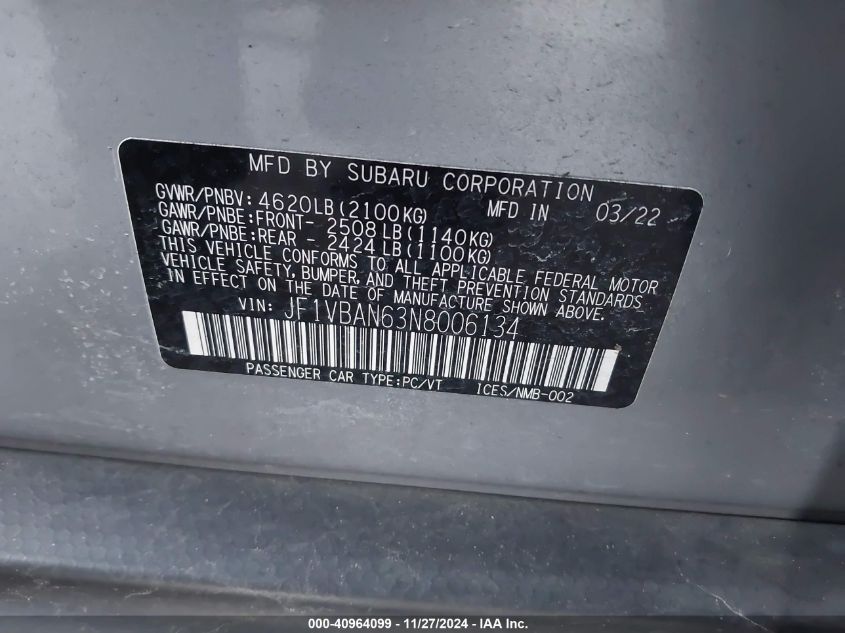 MFD BY SUBARU CORPORATION
GVWR/PNBV: 4620LB(2100KG) MFD IN 03/22
GAWR/PNBE:FRONT- 2508LB(1140KG)
GAWR/PNBE:REAR - 2424LB(1100KG)
THIS VEHICLE CONFORMS TO ALL APPLICABLE FEDERAL MOTOR
VEHICLE SAFETY, BUMPER, AND THEFT PREVENTION STANDARDS
IN EFFECT ON THE DATE OF MANUFACTURE SHOWN ABOVE.
VIN: JF1VBAN63N8006134
PASSENGER CAR TYPE:PC/VT ICES/NMB-002
000-40964099 - 11/27/2024 - IAA Inc.